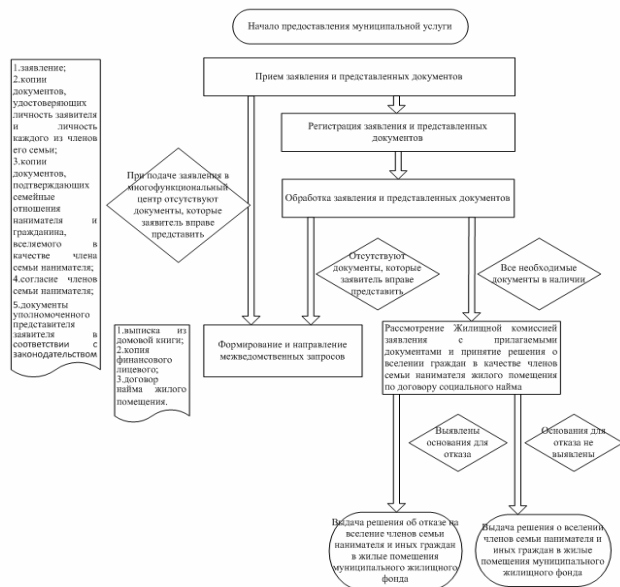 Начало предоставления муниципальной услуги
Прием заявления и представленных документов
1.заявление;
2.копии
документов,
удостоверяющих
личность заявителя
и личность
каждого из членов
его семьи;
3.копии
документов,
подтверждающих
семейные
отношения
нанимателя и
гражданина,
вселяемого в
качестве члена
семьи нанимателя;
4.согласие членов
семьи нанимателя;
5.документы
уполномоченного
представителя
заявителя в
соответствии с
законодательством
Регистрация заявления и представленных
документов
При подаче заявления в
многофункциональный
центр отсутствуют
документы, которые
заявитель вправе
представить
Обработка заявления и представленных документов
Отсутствуют
документы, которые
заявитель вправе
представить
Все необходимые
документы в наличии
1.выписка из
домовой книги;
2.копия
финансового
лицевого;
3.договор
найма жилого
помещения.
Формирование и направление
межведомственных запросов
Рассмотрение Жилищной комиссией
заявления с прилагаемыми
документами и принятие решения о
вселении граждан в качестве членов
семьи нанимателя жилого помещения
по договору социального найма
Выявлены
основания для
отказа
Основания для
отказа не
выявлены
Выдача решения об отказе на
вселение членов семьи
нанимателя и иных граждан
в жилые помещения
муниципального жилищного
фонда
Выдача решения о вселении
членов семьи нанимателя и
иных граждан в жилые
помещения муниципального
жилищного фонда